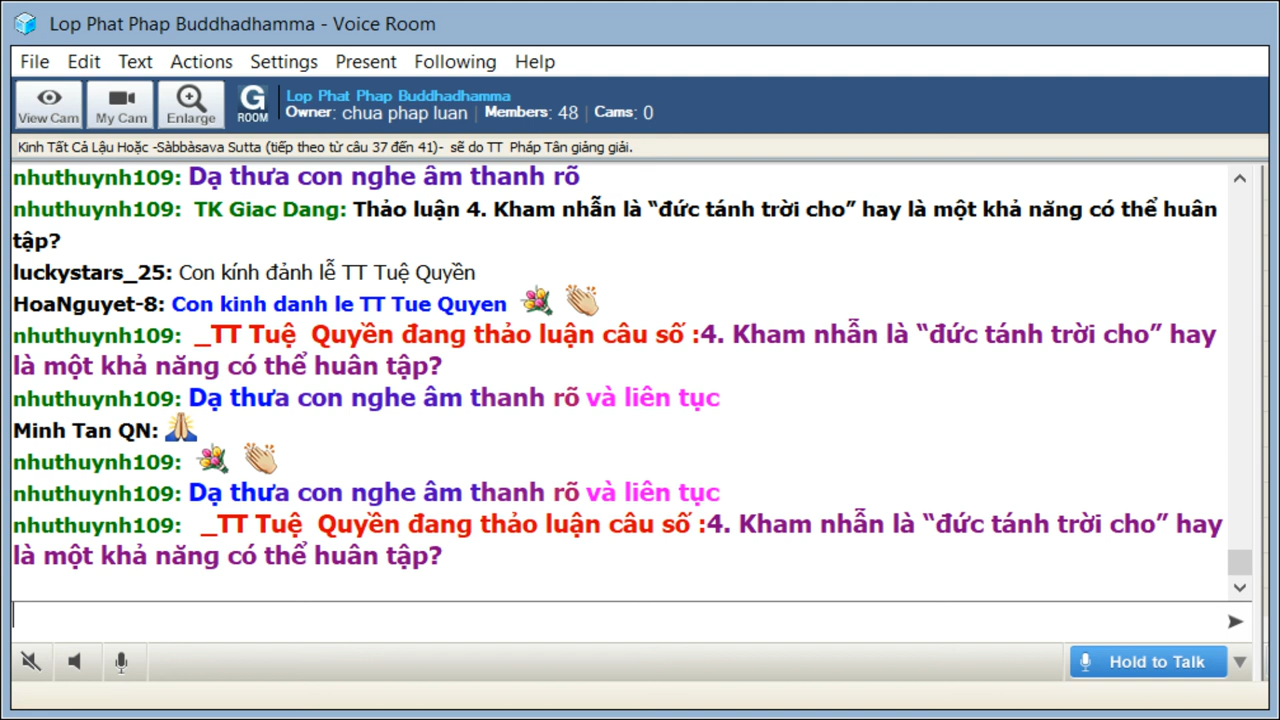 Lop Phat Phap Buddhadhamma - Voice Room
File Edit Text Actions Settings Present Following Help
View Cam My Cam Enlarge G ROOM Lop Phat Phap Buddhadhamma
Owner: chua phap luan | Members: 48 | Cams: 0
Kinh Tất Cả Lậu Hoặc -Sàbbàsava Sutta (tiếp theo từ câu 37 đến 41)- sẽ do TT Pháp Tân giảng giải.
nhuthuynh109: Dạ thưa con nghe âm thanh rõ
nhuthuynh109: TK Giac Dang: Thảo luận 4. Kham nhẫn là “đức tánh trời cho” hay là một khả năng có thể huân
tập?
luckystars_25: Con kính đảnh lễ TT Tuệ Quyền
HoaNguyet-8: Con kinh danh le TT Tue Quyen
nhuthuynh109: _TT Tuệ Quyền đang thảo luận câu số :4. Kham nhẫn là “đức tánh trời cho” hay
là một khả năng có thể huân tập?
nhuthuynh109: Dạ thưa con nghe âm thanh rõ và liên tục
Minh Tan QN:
nhuthuynh109:
nhuthuynh109: Dạ thưa con nghe âm thanh rõ và liên tục
nhuthuynh109: _TT Tuệ Quyền đang thảo luận câu số :4. Kham nhẫn là “đức tánh trời cho” hay
là một khả năng có thể huân tập?
Hold to Talk